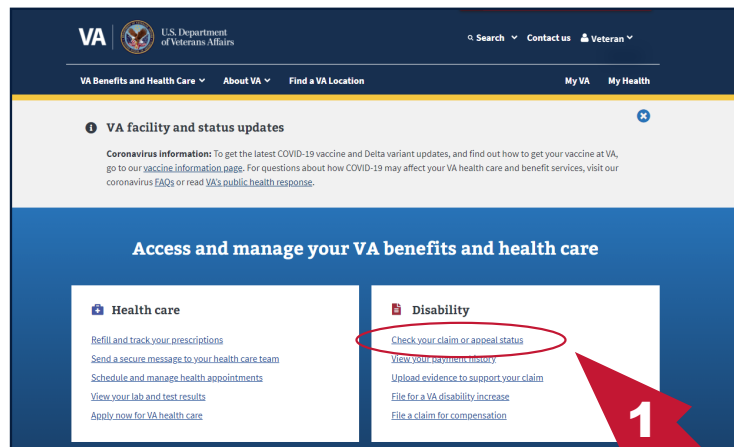 VA
U.S. Department
of Veterans Affairs
Search
Contact us
Veteran
VA Benefits and Health Care
About VA
Find a VA Location
My VA
My Health
VA facility and status updates
Coronavirus information: To get the latest COVID-19 vaccine and Delta variant updates, and find out how to get your vaccine at VA,
go to our vaccine information page. For questions about how COVID-19 may affect your VA health care and benefit services, visit our
coronavirus FAQs or read VA's public health response.
Access and manage your VA benefits and health care
Health care
Refill and track your prescriptions
Send a secure message to your health care team
Schedule and manage health appointments
View your lab and test results
Apply now for VA health care
Disability
Check your claim or appeal status
View your payment history
Upload evidence to support your claim
File for a VA disability increase
File a claim for compensation
1